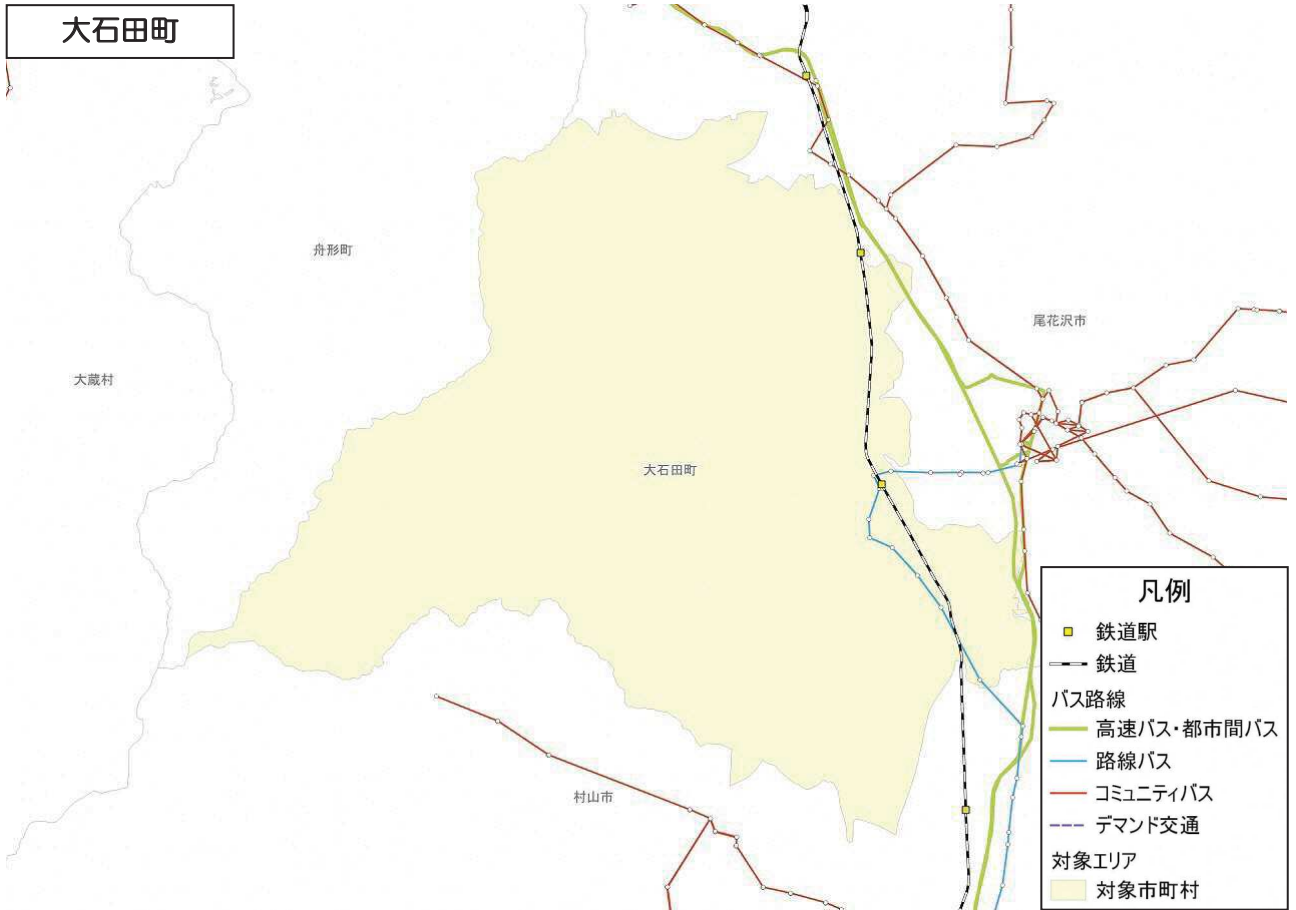 大石田町
舟形町
尾花沢市
大蔵村
大石田町
村山市
凡例
鉄道駅
鉄道
バス路線
高速バス・都市間バス
路線バス
コミュニティバス
デマンド交通
対象エリア
対象市町村